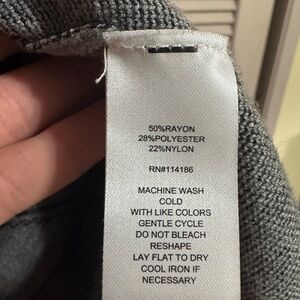 50%RAYON
28%POLYESTER
22%NYLON
RN#114186
MACHINE WASH
COLD
WITH LIKE COLORS
GENTLE CYCLE
DO NOT BLEACH
RESHAPE
LAY FLAT TO DRY
COOL IRON IF
NECESSARY